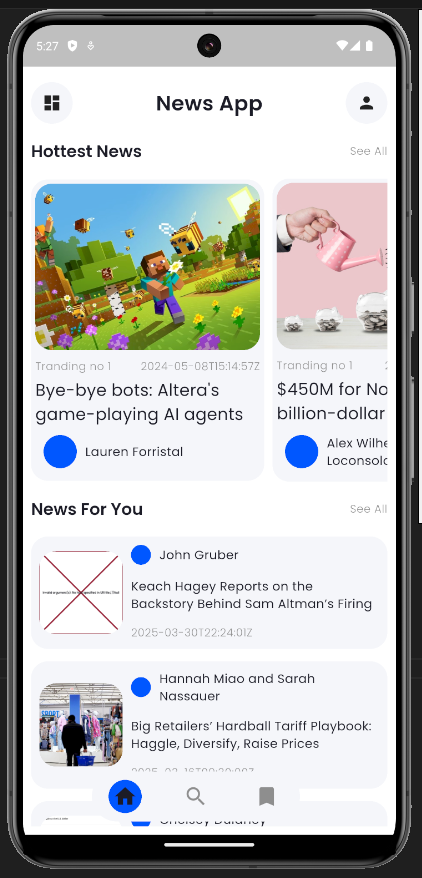 5:27
News App
Hottest News
See All
Tranding no 1
2024-05-08T15:14:57Z
Bye-bye bots: Altera's
game-playing AI agents
Lauren Forristal
Tranding no 1
$450M for No
billion-dollar
Alex Wilhe
Loconsolo
News For You
See All
John Gruber
Keach Hagey Reports on the
Backstory Behind Sam Altman's Firing
2025-03-30T22:24:01Z
Hannah Miao and Sarah
Nassauer
Big Retailers' Hardball Tariff Playbook:
Haggle, Diversify, Raise Prices